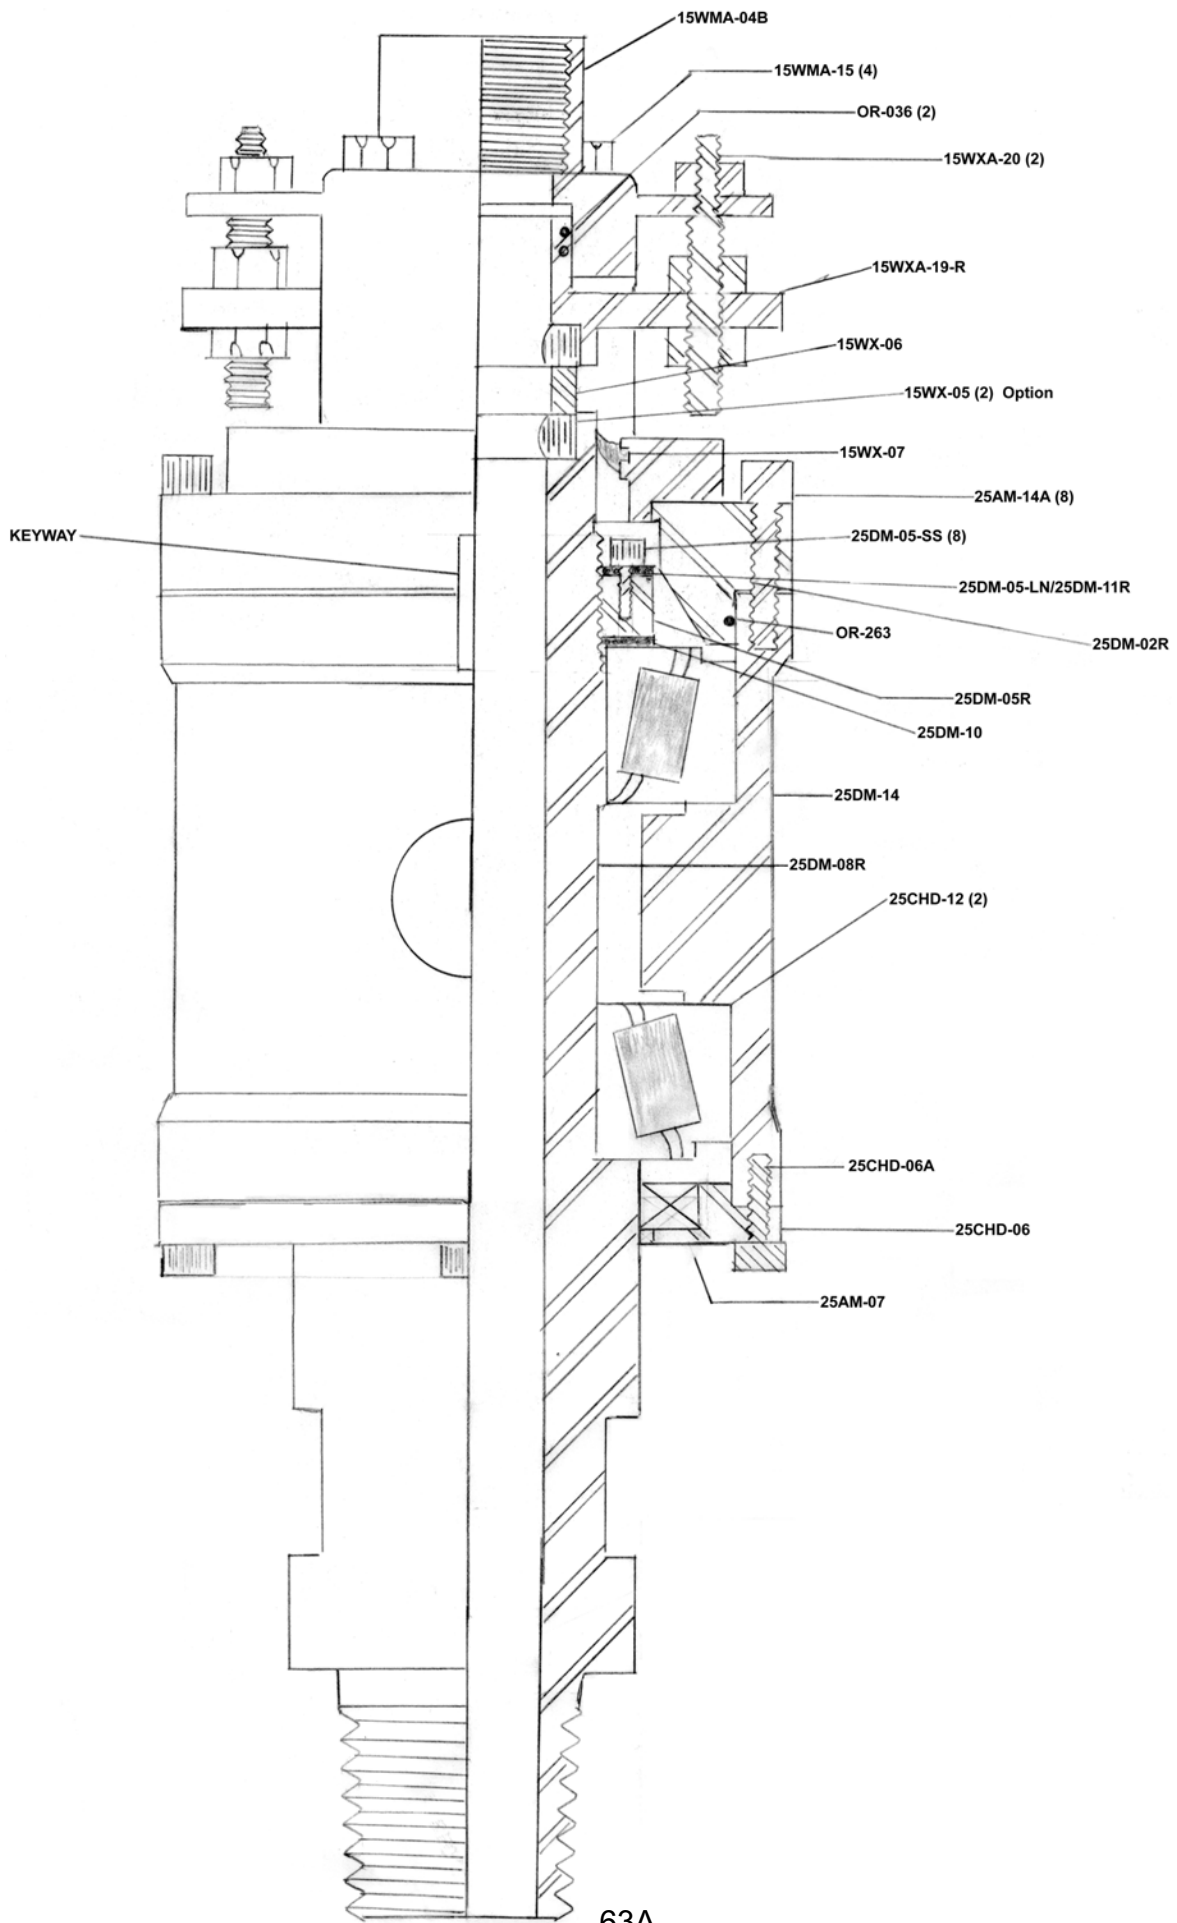 15WMA-04B
15WMA-15 (4)
OR-036 (2)
15WXA-20 (2)
15WXA-19-R
15WX-06
15WX-05 (2) Option
15WX-07
25AM-14A (8)
KEYWAY
25DM-05-SS (8)
25DM-05-LN/25DM-11R
OR-263
25DM-02R
25DM-05R
25DM-10
25DM-14
25DM-08R
25CHD-12 (2)
25CHD-06A
25CHD-06
25AM-07
63A